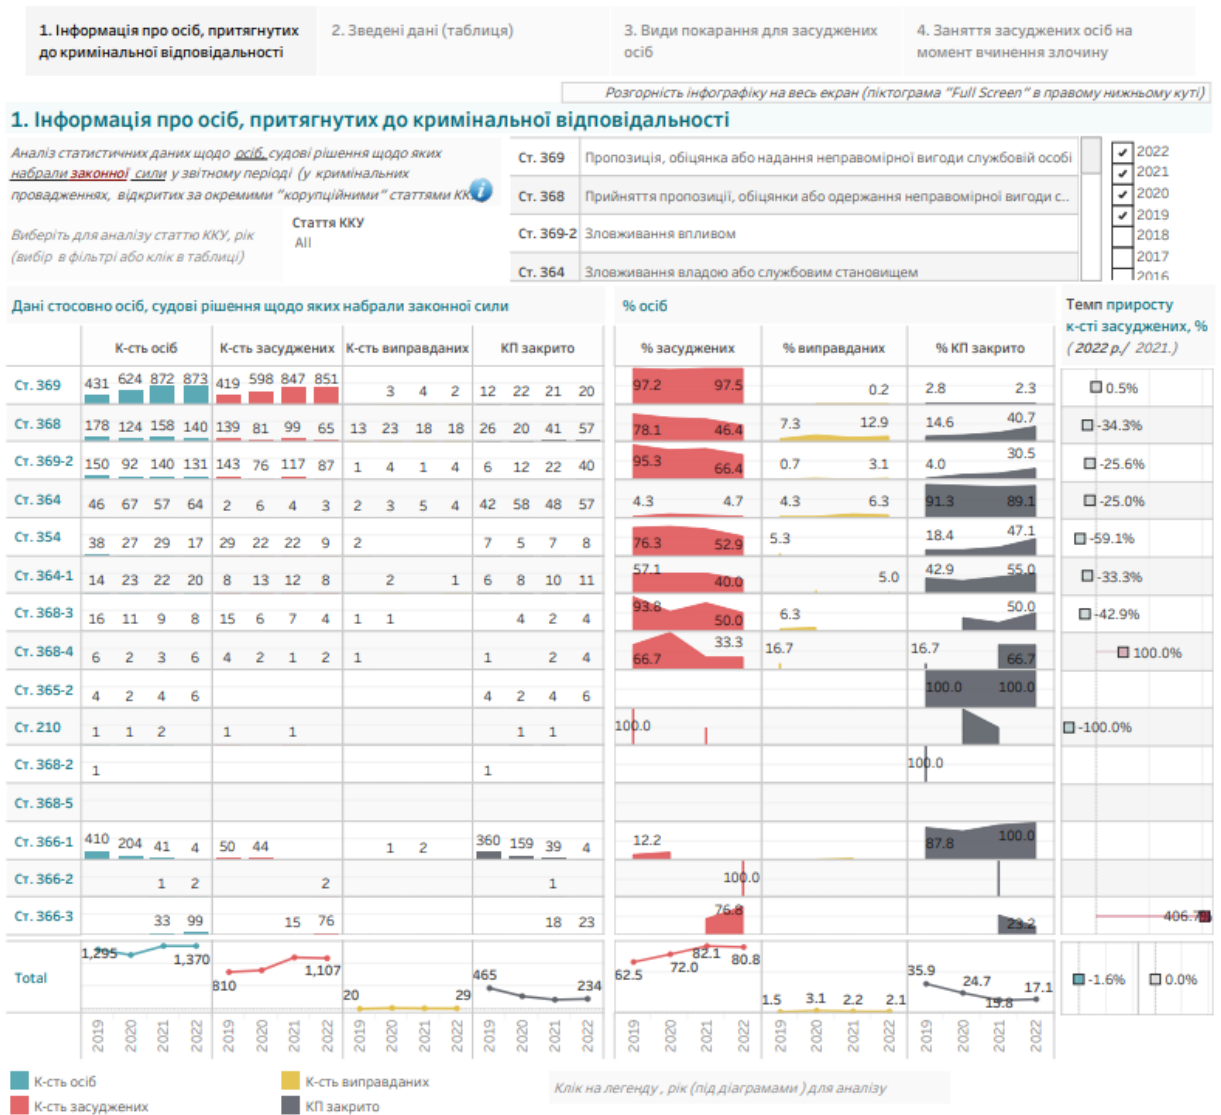 1. Інформація про осіб, притягнутих
до кримінальної відповідальності
2. Зведені дані (таблиця)
3. Види покарання для засуджених
осіб
4. Заняття засуджених осіб на
момент вчинення злочину
Розгорність інфографіку на весь екран (піктограма "Full Screen" в правому нижньому куті)
1. Інформація про осіб, притягнутих до кримінальної відповідальності
Аналіз статистичних даних щодо осіб, судові рішення щодо яких
набрали законної сили у звітному періоді (у кримінальних
провадженнях, відкритих за окремими "корупційними" статтями КК
Виберіть для аналізу статтю ККУ, рік
(вибір в фільтрі або клік в таблиці)
Стаття ККУ
All
Ст. 369 Пропозиція, обіцянка або надання неправомірної вигоди службовій особі
Ст. 368 Прийняття пропозиції, обіцянки або одержання неправомірної вигоди с..
Ст. 369-2 Зловживання впливом
Ст. 364 Зловживання владою або службовим становищем
2022
2021
2020
2019
2018
2017
2016
Дані стосовно осіб, судові рішення щодо яких набрали законної сили
% осіб
Темп приросту
к-сті засуджених, %
( 2022 р./ 2021.)
К-сть осіб К-сть засуджених К-сть виправданих КП закрито % засуджених % виправданих % КП закрито
Ст. 369 431 624 872 873 419 598 847 851 3 4 2 12 22 21 20 97.2 97.5 0.2 2.8 2.3 0.5%
Ст. 368 178 124 158 140 139 81 99 65 13 23 18 18 26 20 41 57 78.1 46.4 7.3 12.9 14.6 40.7 -34.3%
Ст. 369-2 150 92 140 131 143 76 117 87 1 4 1 4 6 12 22 40 95.3 66.4 0.7 3.1 4.0 30.5 -25.6%
Ст. 364 46 67 57 64 2 6 4 3 2 3 5 4 42 58 48 57 4.3 4.7 4.3 6.3 91.3 89.1 -25.0%
Ст. 354 38 27 29 17 29 22 22 9 2 7 5 7 8 76.3 52.9 5.3 18.4 47.1 -59.1%
Ст. 364-1 14 23 22 20 8 13 12 8 2 1 6 8 10 11 57.1 40.0 5.0 42.9 55.0 -33.3%
Ст. 368-3 16 11 9 8 15 6 7 4 1 1 4 2 4 93.8 50.0 6.3 50.0 -42.9%
Ст. 368-4 6 2 3 6 4 2 1 2 1 1 2 4 66.7 33.3 16.7 16.7 66.7 100.0%
Ст. 365-2 4 2 4 6 4 2 4 6 100.0 100.0
Ст. 210 1 1 2 1 1 1 1 100.0 -100.0%
Ст. 368-2 1 1 100.0
Ст. 368-5
Ст. 366-1 410 204 41 4 50 44 1 2 360 159 39 4 12.2 87.8 100.0
Ст. 366-2 1 2 2 1 100.0
Ст. 366-3 33 99 15 76 18 23 76.8 23.2 406.7%
Total 1,295 1,370 810 1,107 20 29 465 234 62.5 72.0 82.1 80.8 1.5 3.1 2.2 2.1 35.9 24.7 15.8 17.1 -1.6% 0.0%
2019 2020 2021 2022 2019 2020 2021 2022 2019 2020 2021 2022 2019 2020 2021 2022 2019 2020 2021 2022 2019 2020 2021 2022 2019 2020 2021 2022
К-сть осіб
К-сть засуджених
К-сть виправданих
КП закрито
Клік на легенду , рік (під діаграмами ) для аналізу